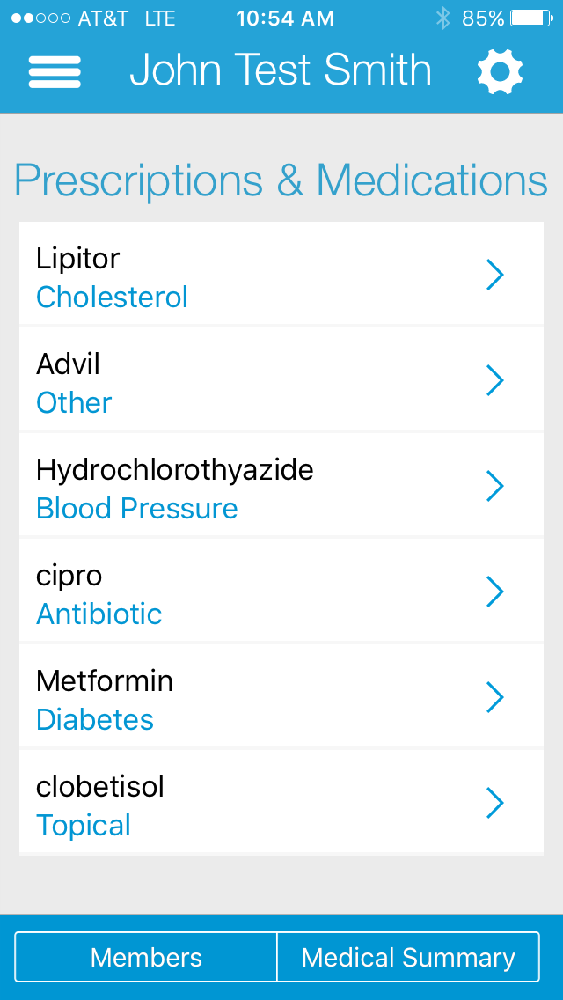 AT&T LTE 10:54 AM 85%
John Test Smith
Prescriptions & Medications
Lipitor
Cholesterol
Advil
Other
Hydrochlorothyazide
Blood Pressure
cipro
Antibiotic
Metformin
Diabetes
clobetisol
Topical
Members Medical Summary